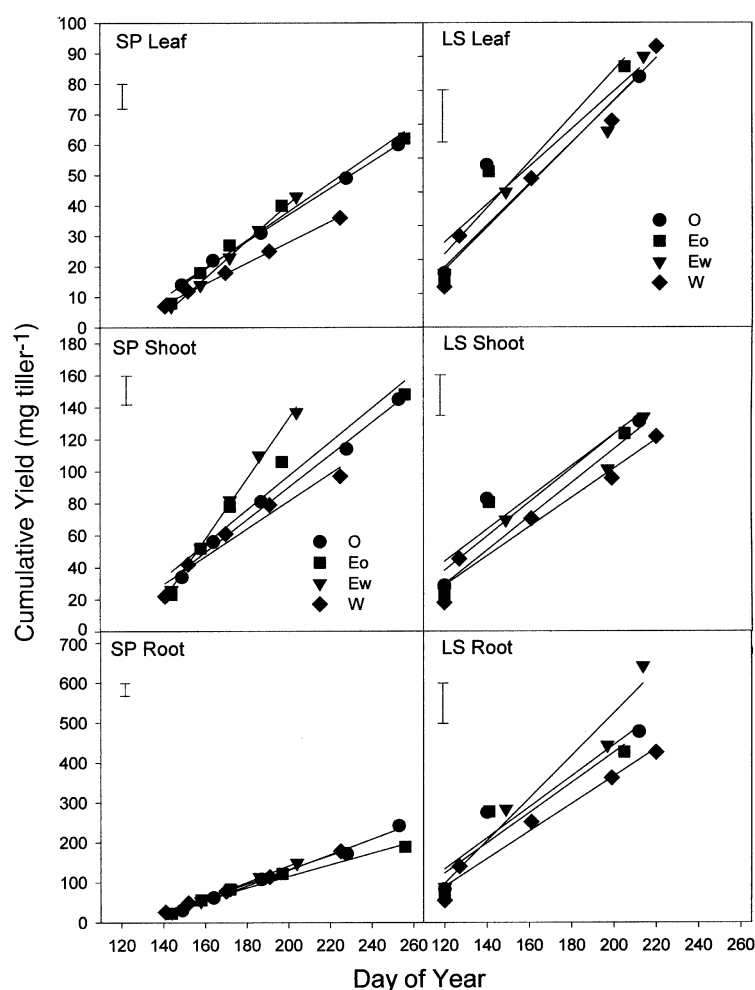 SP Leaf
100
90
80
70
60
50
40
30
20
10
0
LS Leaf
O
Eo
Ew
W
SP Shoot
180
160
140
120
100
80
60
40
20
0
O
Eo
Ew
W
LS Shoot
SP Root
700
600
500
400
300
200
100
0
LS Root
120 140 160 180 200 220 240 260
120 140 160 180 200 220 240 260
Cumulative Yield (mg tiller-1)
Day of Year